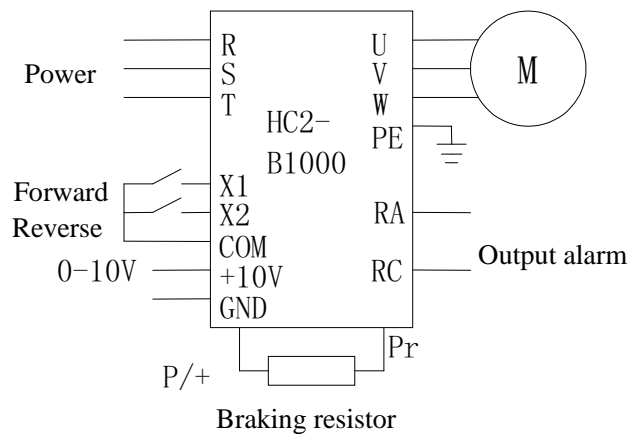 R
U
S
V
Power
M
T
W
HC2-
B1000
PE
Forward
X1
Reverse
X2
RA
COM
0-10V
+10V
RC
Output alarm
GND
Pr
P/+
Braking resistor